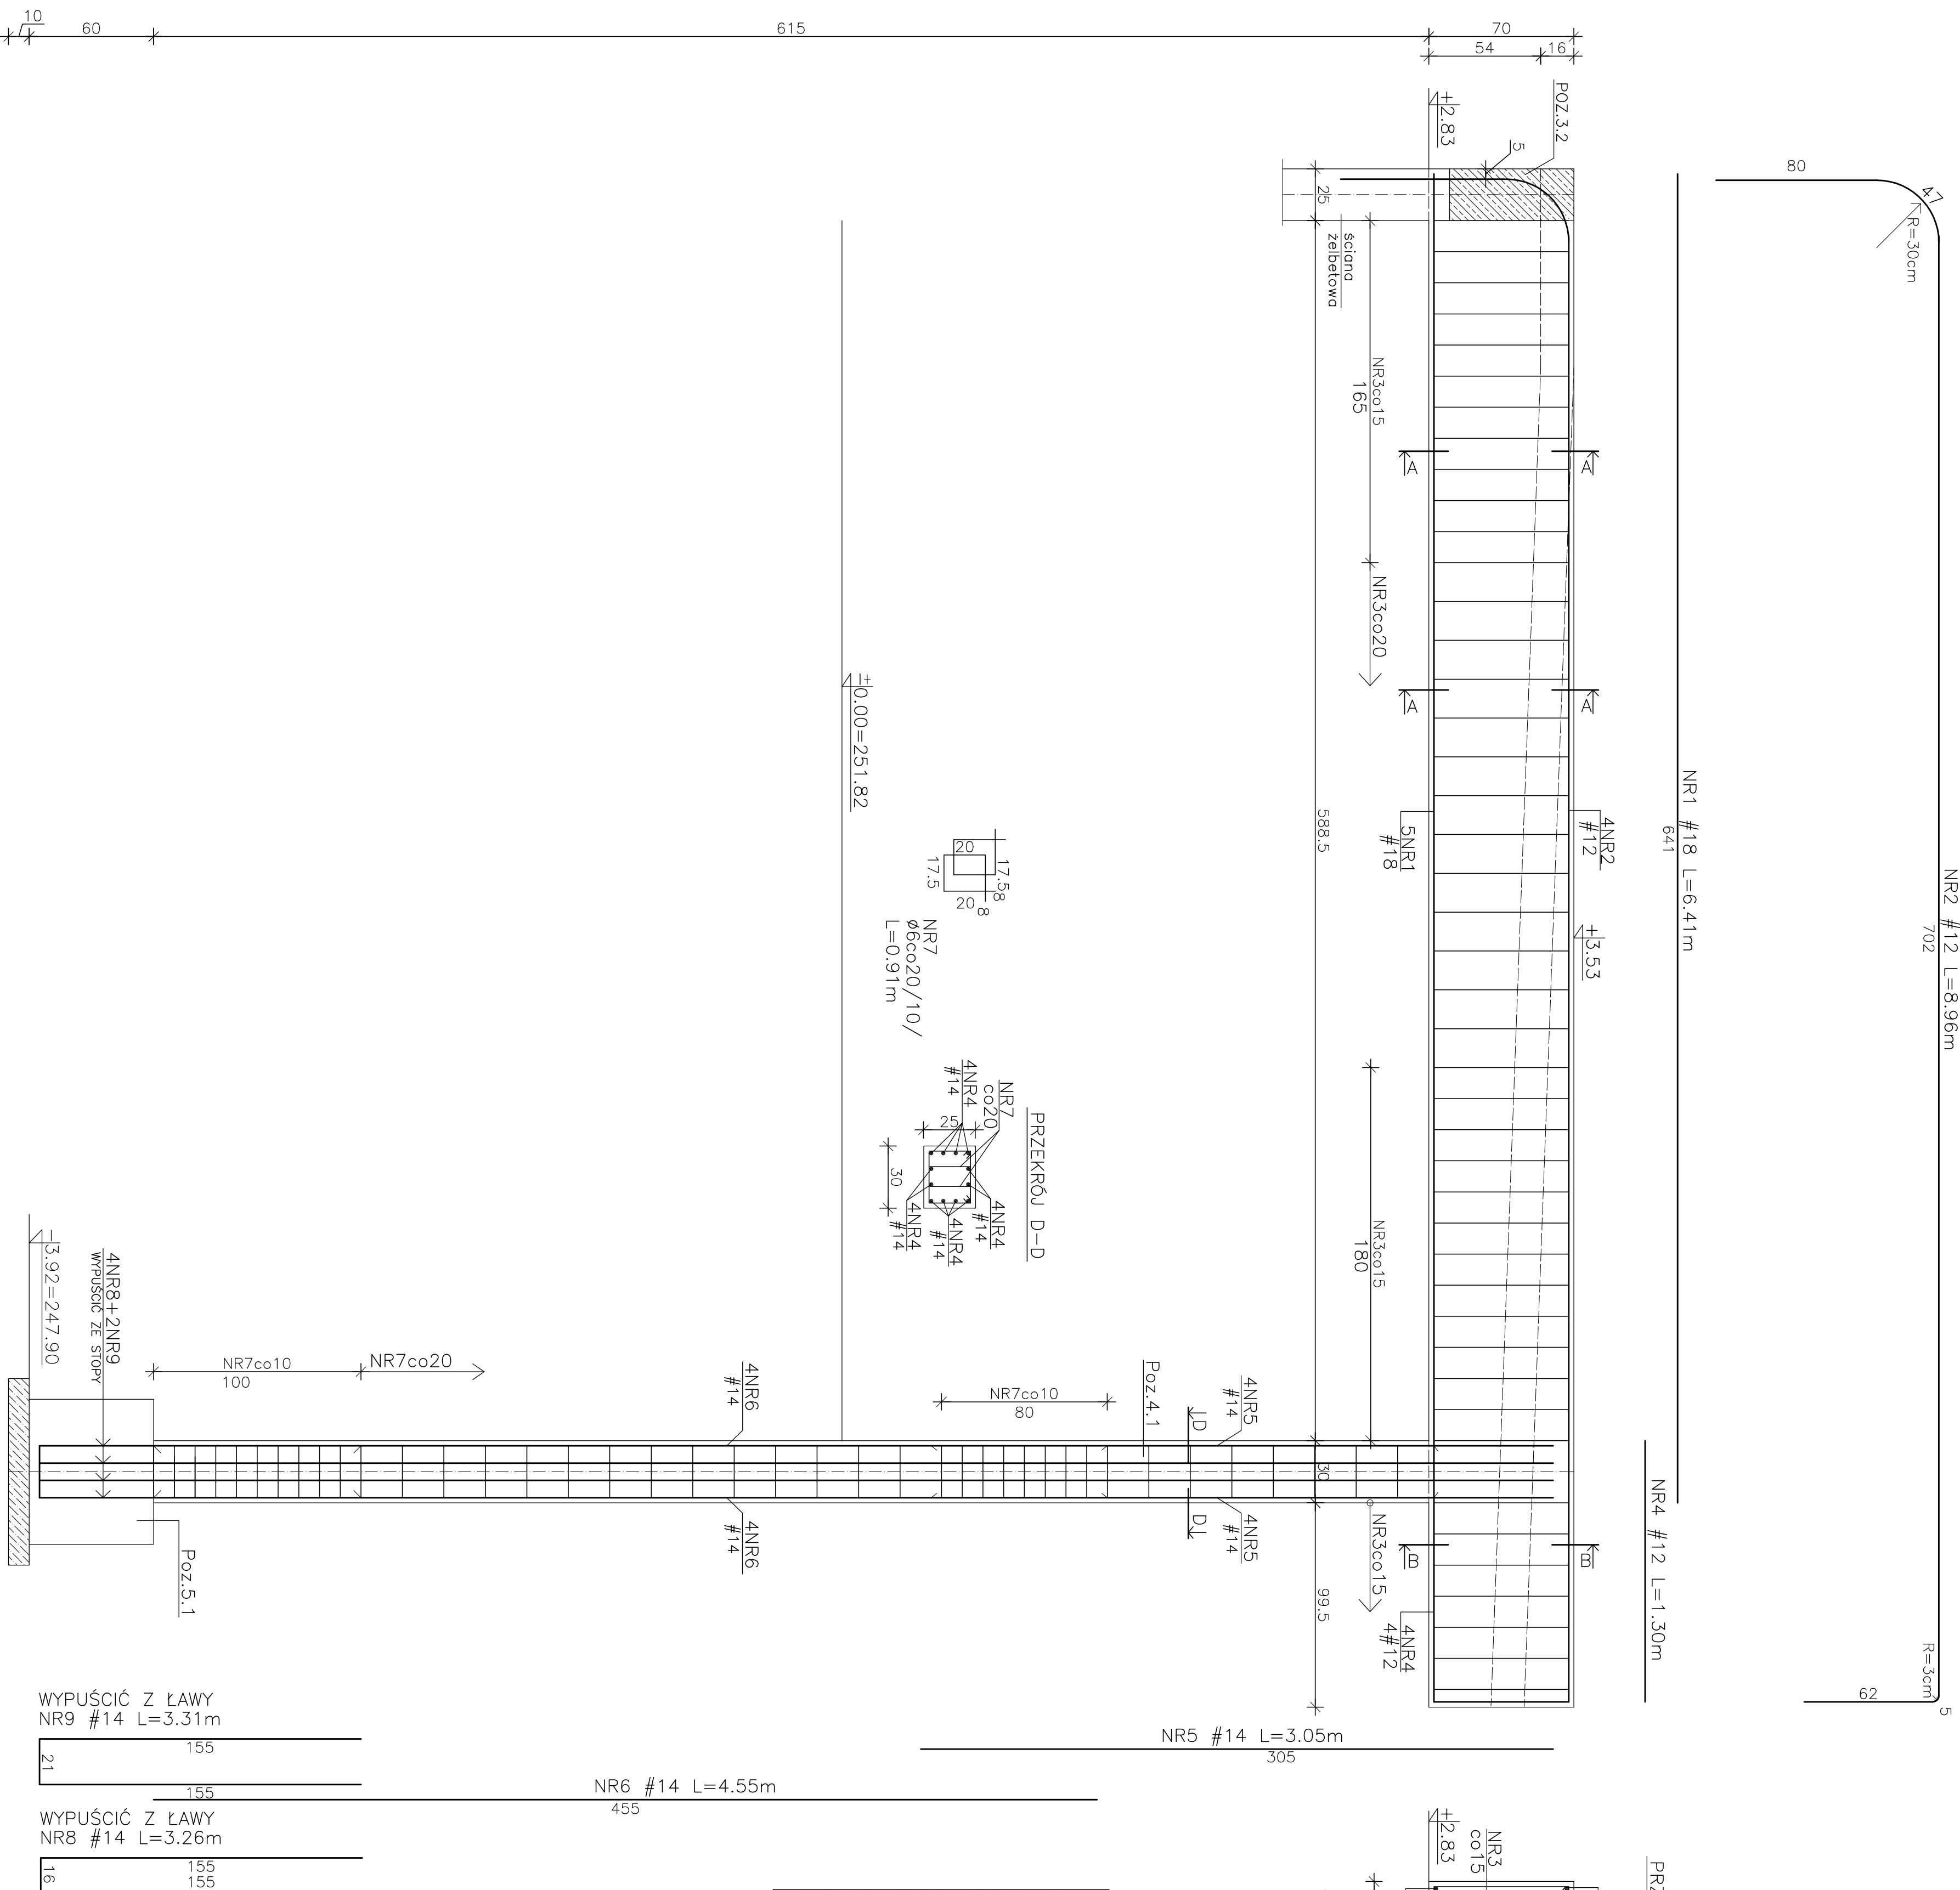 10
60
615
70
54
16
+2.83
POZ.3.2
5
25
ściana
żelbetowa
NR3co15
165
NR3co20
A
A
A
A
80
47
R=30cm
NR1 #18 L=6.41m
641
NR2 #12 L=8.96m
702
4NR2
#12
5NR1
#18
588.5
+3.53
±0.00=251.82
20
17.5
8
17.5
20
8
NR7
ø6co20/10/
L=0.91m
PRZEKRÓJ D-D
NR7
co20
4NR4
#14
25
30
4NR4
#14
4NR4
#14
4NR4
#14
NR3co15
180
-3.92=247.90
4NR8+2NR9
WYPUŚCIĆ ZE STOPY
NR7co10
100
NR7co20
4NR6
#14
NR7co10
80
Poz.4.1
4NR5
#14
D
D
30
4NR6
#14
4NR5
#14
Poz.5.1
NR3co15
99.5
B
B
4NR4
4#12
NR4 #12 L=1.30m
R=3cm
62
5
WYPUŚCIĆ Z ŁAWY
NR9 #14 L=3.31m
155
21
155
NR5 #14 L=3.05m
305
NR6 #14 L=4.55m
455
WYPUŚCIĆ Z ŁAWY
NR8 #14 L=3.26m
155
16
155
+2.83
NR3
co15